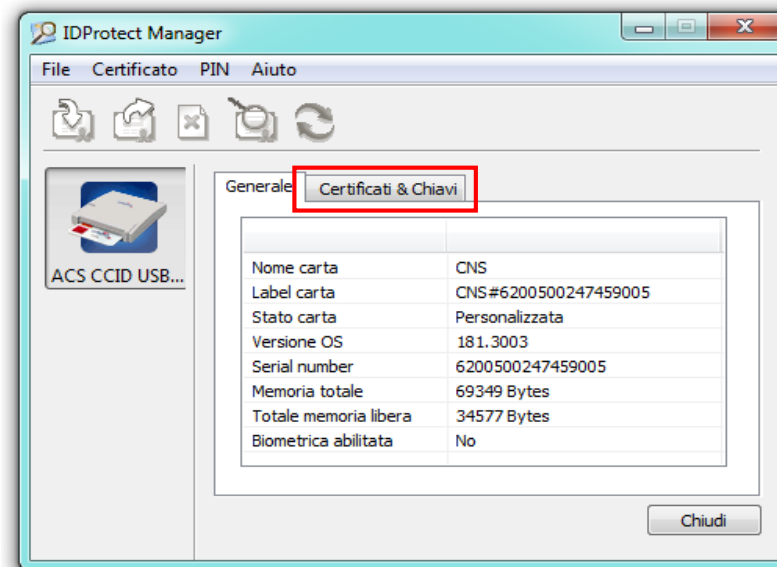 IDProtect Manager
File Certificato PIN Aiuto
ACS CCID USB...
Generale Certificati & Chiavi
Nome carta CNS
Label carta CNS#6200500247459005
Stato carta Personalizzata
Versione OS 181.3003
Serial number 6200500247459005
Memoria totale 69349 Bytes
Totale memoria libera 34577 Bytes
Biometrica abilitata No
Chiudi